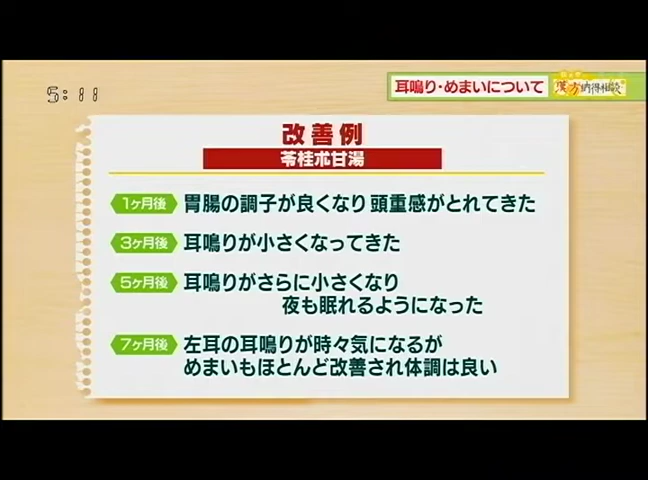 5:11
耳鳴り・めまいについて
漢方納得相談
改善例
苓桂朮甘湯
1ヶ月後 胃腸の調子が良くなり 頭重感がとれてきた
3ヶ月後 耳鳴りが小さくなってきた
5ヶ月後 耳鳴りがさらに小さくなり
夜も眠れるようになった
7ヶ月後 左耳の耳鳴りが時々気になるが
めまいもほとんど改善され体調は良い